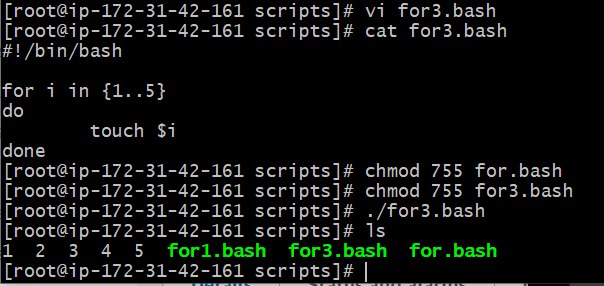 [root@ip-172-31-42-161 scripts]# vi for3.bash
[root@ip-172-31-42-161 scripts]# cat for3.bash
#!/bin/bash
for i in {1..5}
do
        touch $i
done
[root@ip-172-31-42-161 scripts]# chmod 755 for.bash
[root@ip-172-31-42-161 scripts]# chmod 755 for3.bash
[root@ip-172-31-42-161 scripts]# ./for3.bash
[root@ip-172-31-42-161 scripts]# ls
1  2  3  4  5  for1.bash  for3.bash  for.bash
[root@ip-172-31-42-161 scripts]#